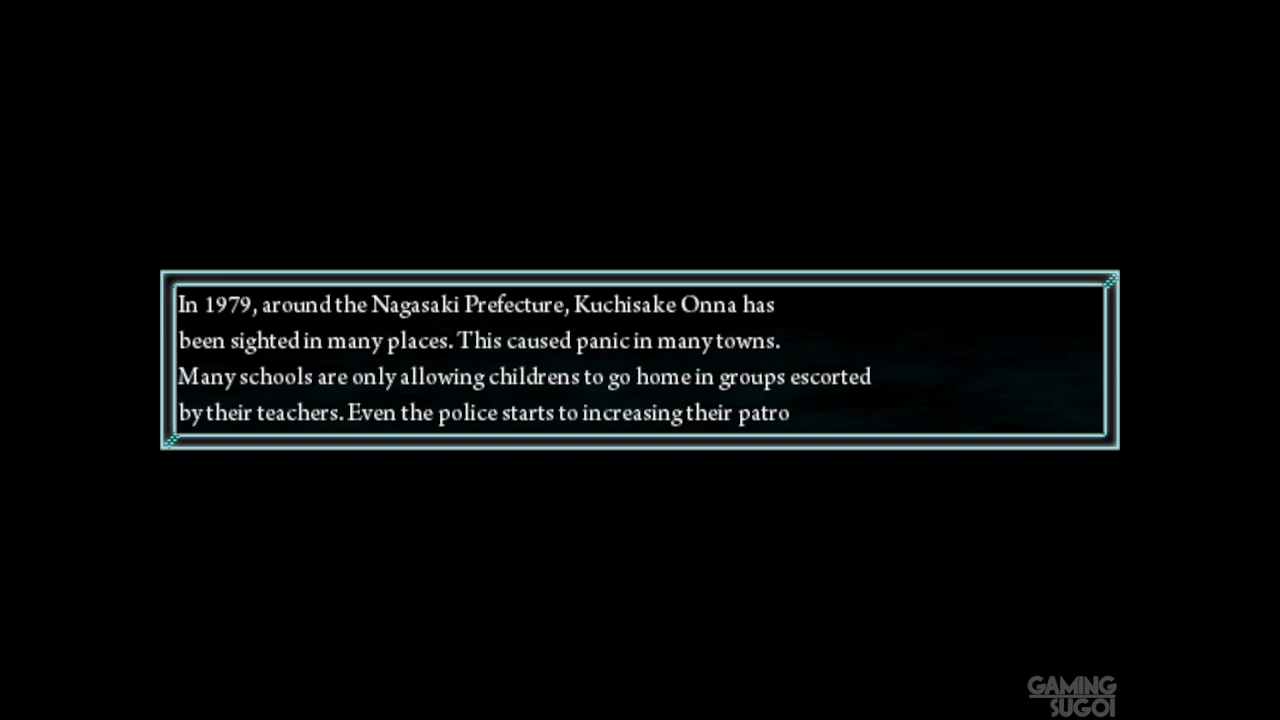 In 1979, around the Nagasaki Prefecture, Kuchisake Onna has
been sighted in many places. This caused panic in many towns.
Many schools are only allowing childrens to go home in groups escorted
by their teachers. Even the police starts to increasing their patro
GAMING
SUGOI